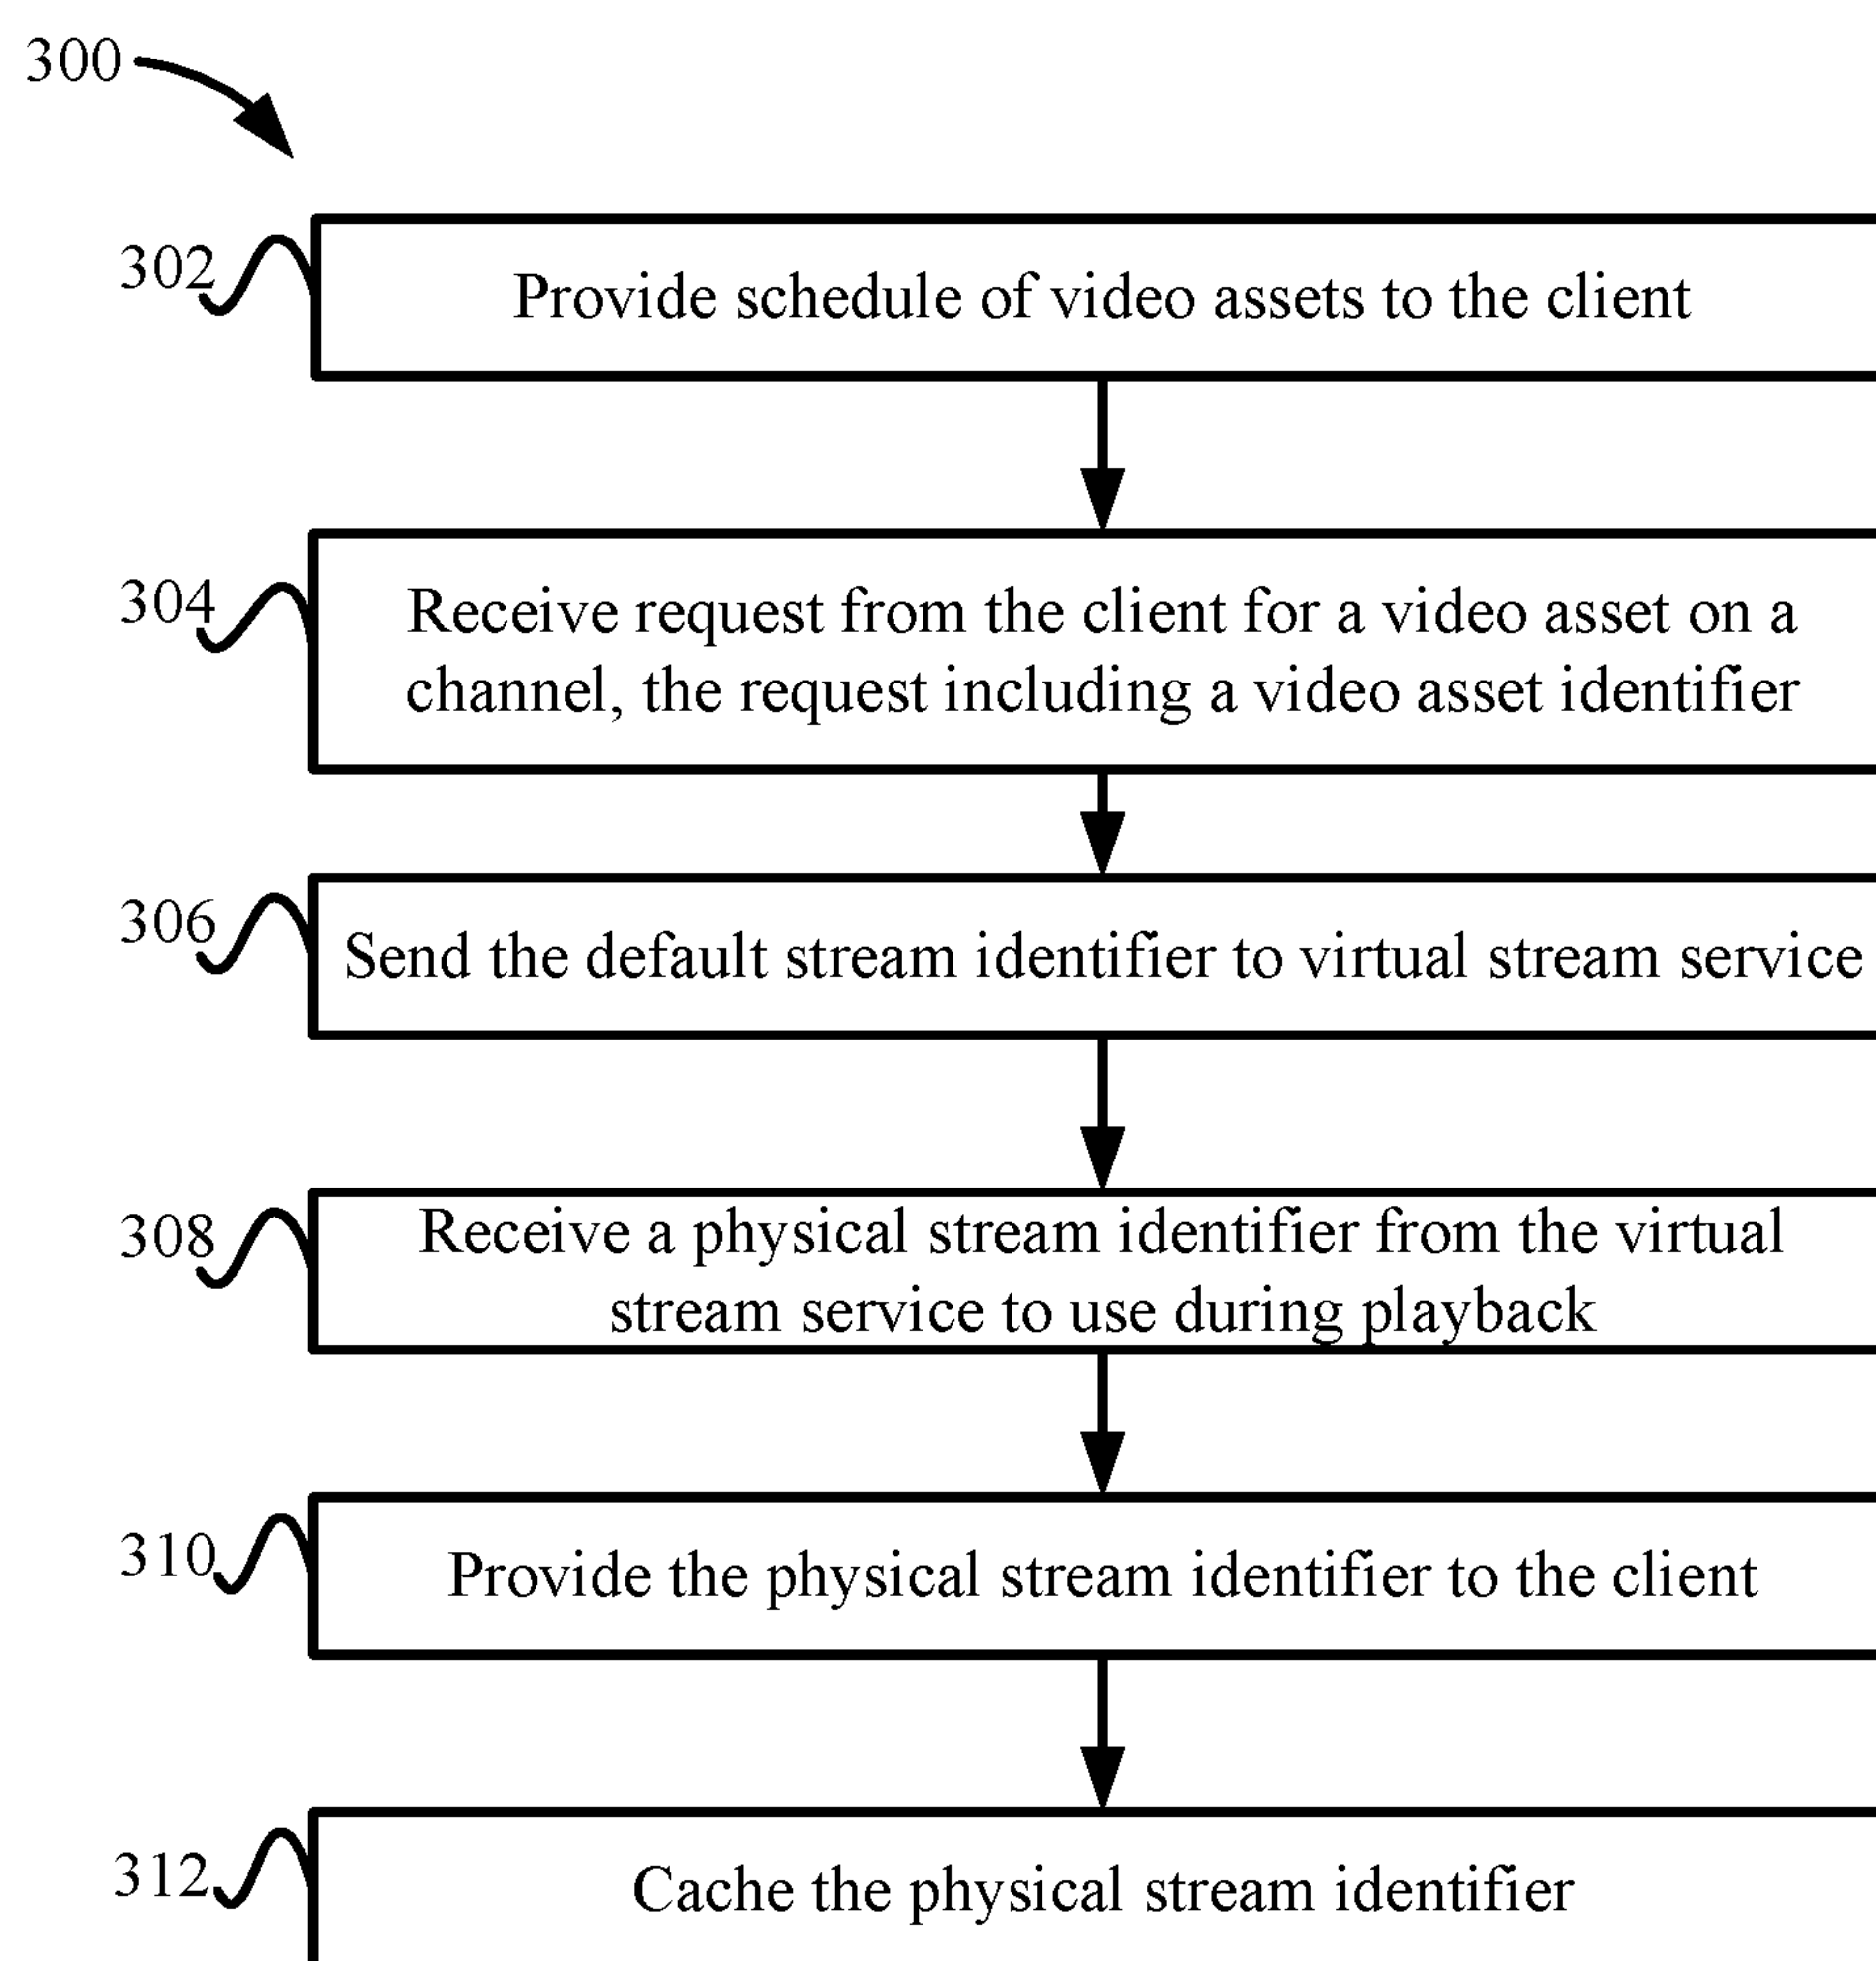 300
302
Provide schedule of video assets to the client
304
Receive request from the client for a video asset on a
channel, the request including a video asset identifier
306
Send the default stream identifier to virtual stream service
308
Receive a physical stream identifier from the virtual
stream service to use during playback
310
Provide the physical stream identifier to the client
312
Cache the physical stream identifier